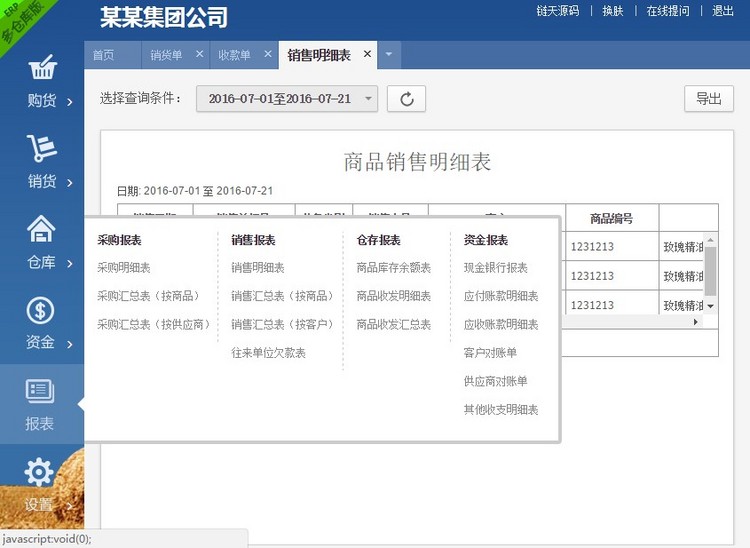 ERP
多仓库版
某某集团公司
链天源码 | 换肤 | 在线提问 | 退出
首页 销货单 × 收款单 × 销售明细表 ×
购货
销货
仓库
资金
报表
设置
选择查询条件: 2016-07-01至2016-07-21 导出
商品销售明细表
日期: 2016-07-01 至 2016-07-21
商品编号
1231213 玫瑰精油
1231213 玫瑰精油
1231213 玫瑰精油
采购报表
采购明细表
采购汇总表（按商品）
采购汇总表（按供应商）
销售报表
销售明细表
销售汇总表（按商品）
销售汇总表（按客户）
往来单位欠款表
仓存报表
商品库存余额表
商品收发明细表
商品收发汇总表
资金报表
现金银行报表
应付账款明细表
应收账款明细表
客户对账单
供应商对账单
其他收支明细表
javascript:void(0);